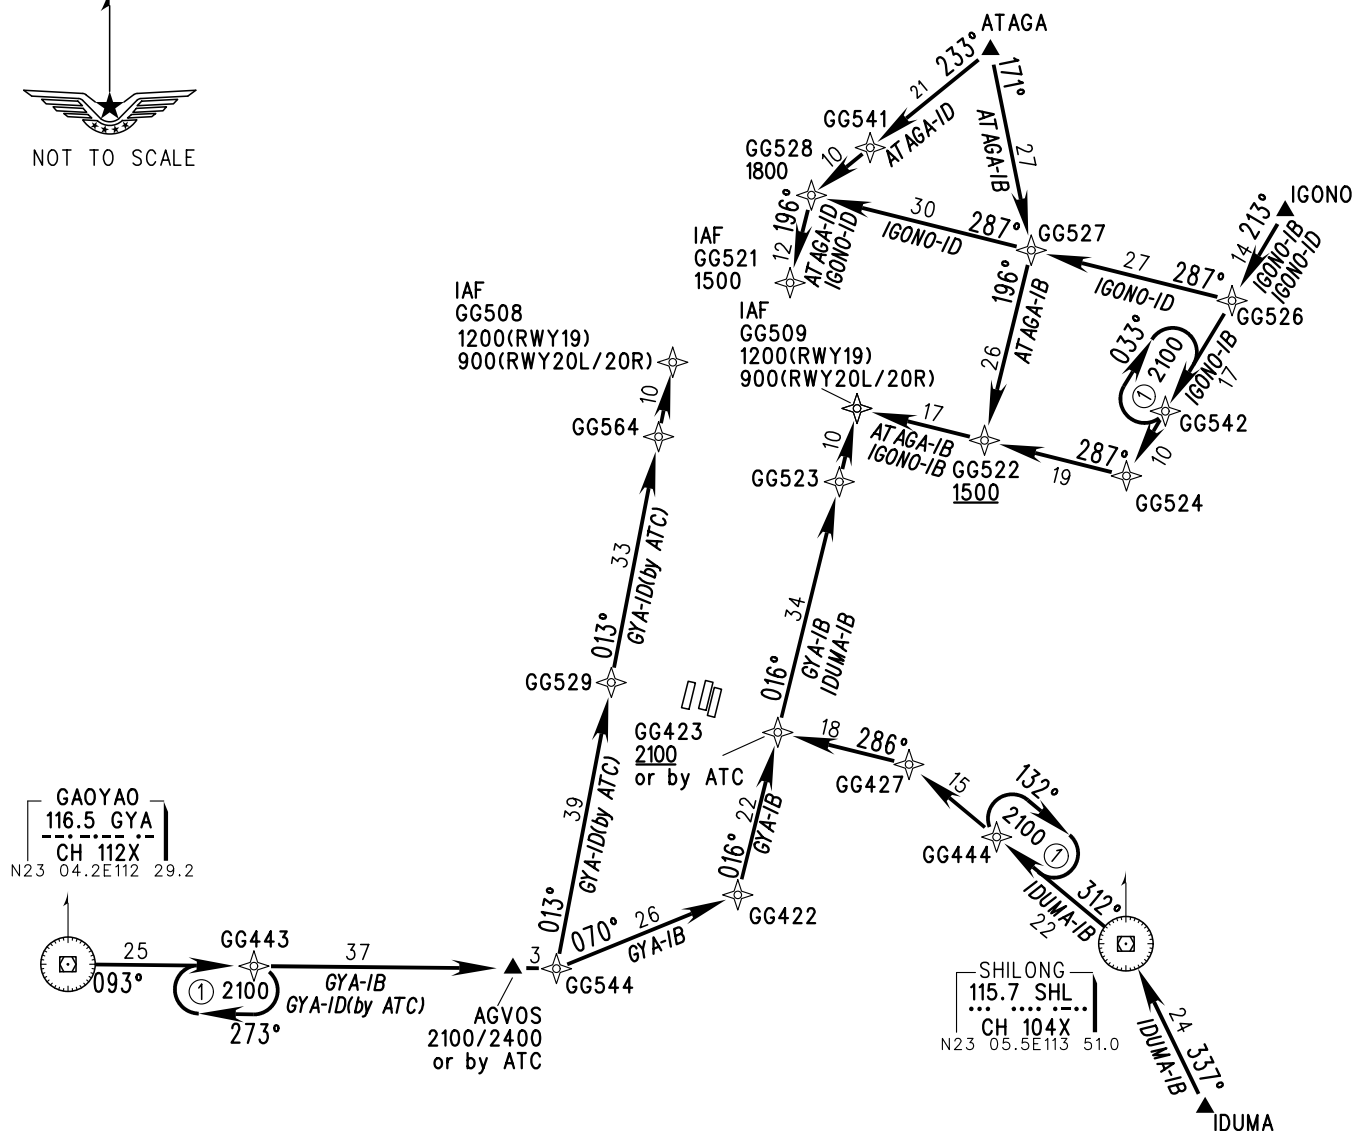 NOT TO SCALE
ATAGA
233°
21
ATAGA-ID
171°
ATAGA-IB
27
GG541
10
GG528
1800
196°
12
ATAGA-ID
IGONO-ID
IAF
GG521
1500
30
IGONO-ID
287°
GG527
IGONO
213°
14
IGONO-IB
IGONO-ID
27
IGONO-ID
287°
GG526
196°
ATAGA-IB
26
033°
2100
1
IGONO-IB
17
GG542
10
IAF
GG508
1200(RWY19)
900(RWY20L/20R)
10
GG564
IAF
GG509
1200(RWY19)
900(RWY20L/20R)
17
ATAGA-IB
IGONO-IB
GG522
1500
287°
19
GG524
10
GG523
33
GYA-ID(by ATC)
013°
GG529
34
GYA-IB
IDUMA-IB
016°
GG423
2100
or by ATC
18
286°
GG427
15
132°
2100
1
GG444
312°
IDUMA-IB
22
39
GYA-ID(by ATC)
013°
22
GYA-IB
016°
GG422
070°
26
GYA-IB
GAOYAO
116.5 GYA
CH 112X
N23 04.2E112 29.2
25
093°
GG443
1
2100
273°
37
GYA-IB
GYA-ID(by ATC)
3
GG544
AGVOS
2100/2400
or by ATC
SHILONG
115.7 SHL
CH 104X
N23 05.5E113 51.0
24
337°
IDUMA-IB
IDUMA